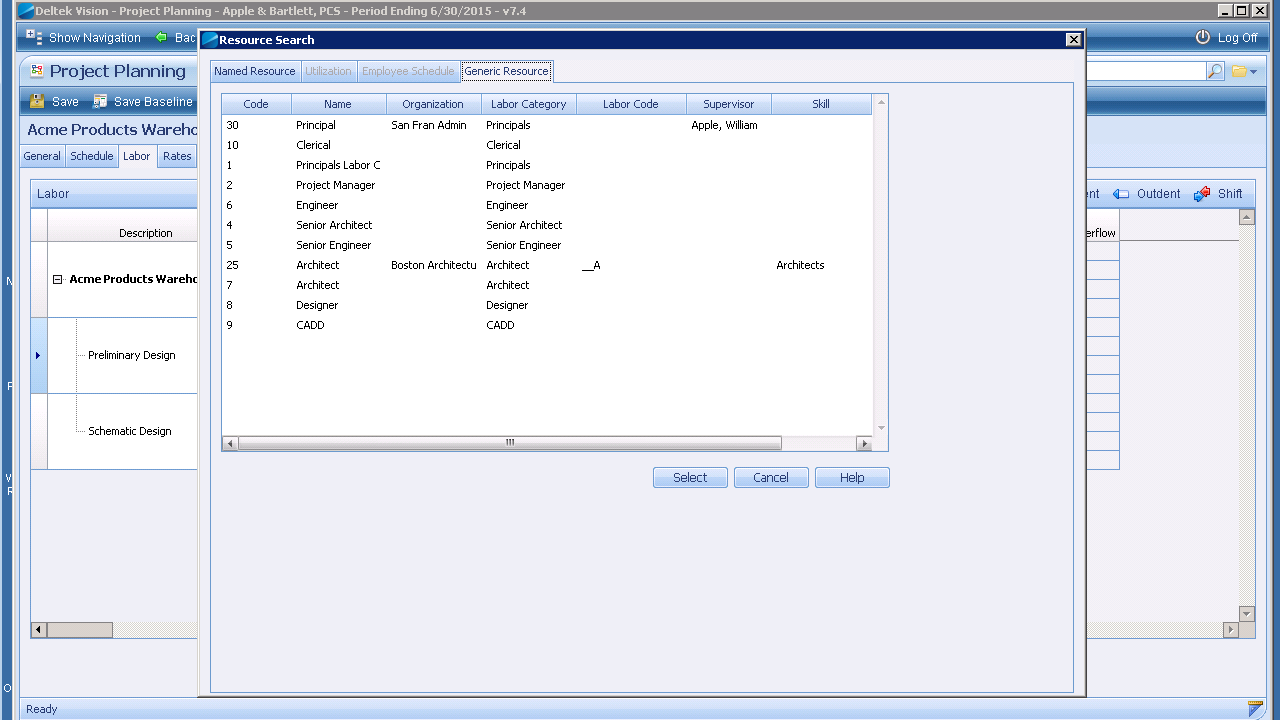 Deltek Vision - Project Planning - Apple & Bartlett, PCS - Period Ending 6/30/2015 - v7.4
Show Navigation Bac Log Off
Resource Search
Project Planning
Named Resource Utilization Employee Schedule Generic Resource
Save Save Baseline
Code Name Organization Labor Category Labor Code Supervisor Skill
30 Principal San Fran Admin Principals Apple, William
10 Clerical Clerical
1 Principals Labor C Principals
2 Project Manager Project Manager
6 Engineer Engineer
4 Senior Architect Senior Architect
5 Senior Engineer Senior Engineer
25 Architect Boston Architectu Architect __A Architects
7 Architect Architect
8 Designer Designer
9 CADD CADD
Select Cancel Help
Acme Products Wareho
General Schedule Labor Rates
Labor
nt Outdent Shift
Description
erflow
Acme Products Wareho
Preliminary Design
Schematic Design
Ready